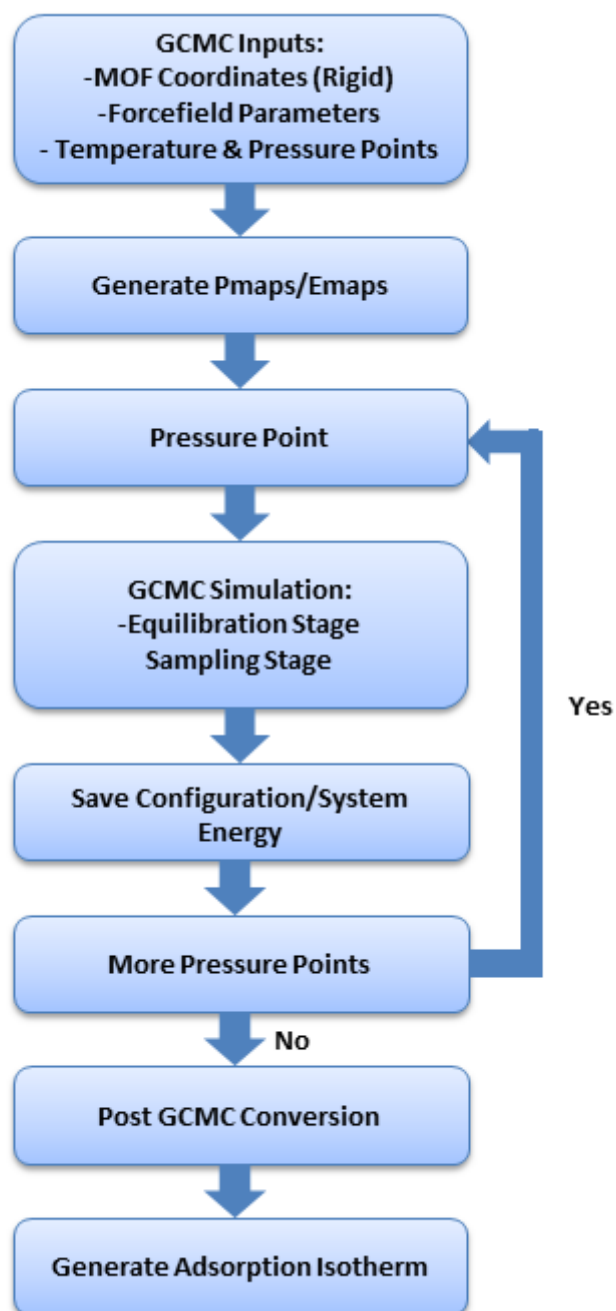 GCMC Inputs:
-MOF Coordinates (Rigid)
-Forcefield Parameters
- Temperature & Pressure Points
Generate Pmaps/Emaps
Pressure Point
GCMC Simulation:
-Equilibration Stage
Sampling Stage
Yes
Save Configuration/System
Energy
More Pressure Points
No
Post GCMC Conversion
Generate Adsorption Isotherm